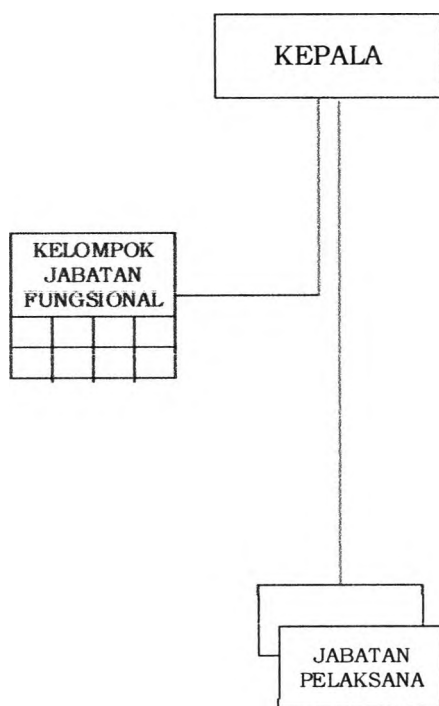 KEPALA
KELOMPOK
JABATAN
FUNGSIONAL
JABATAN
PELAKSANA